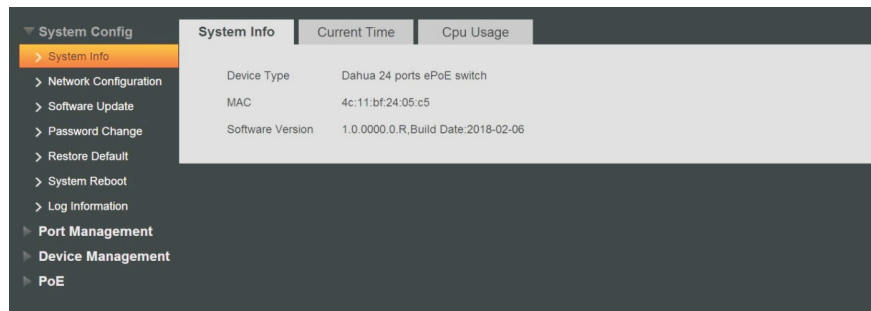 System Config
System Info
Network Configuration
Software Update
Password Change
Restore Default
System Reboot
Log Information
Port Management
Device Management
PoE
System Info Current Time Cpu Usage
Device Type Dahua 24 ports ePoE switch
MAC 4c:11:bf:24:05:c5
Software Version 1.0.0000.0.R,Build Date:2018-02-06